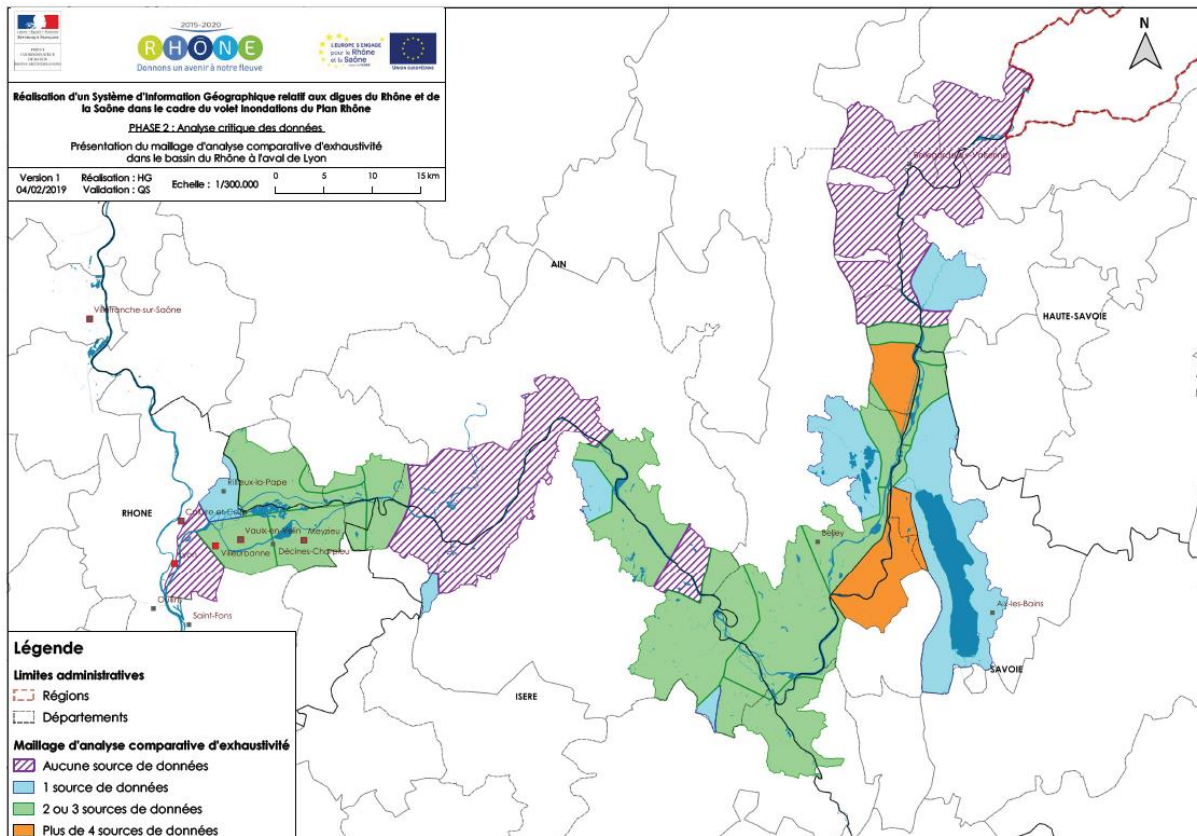 2015-2020
RHONE
Donnons un avenir à notre fleuve
L'EUROPE S'ENGAGE
pour le Rhône
et la Saône
UNION EUROPÉENNE
Réalisation d'un Système d'Information Géographique relatif aux digues du Rhône et de
la Saône dans le cadre du volet Inondations du Plan Rhône
PHASE 2 : Analyse critique des données
Présentation du maillage d'analyse comparative d'exhaustivité
dans le bassin du Rhône à l'aval de Lyon
Version 1
04/02/2019
Réalisation : HG
Validation : QS
Echelle : 1/300.000
0 5 10 15 km
N
AIN
HAUTE-SAVOIE
Villefranche-sur-Saône
RHONE
Rillieux-la-Pape
Vaulx-en-Velin
Meyzieu
Villeurbanne
Décines-Charpieu
Lyon
Saint-Fons
Belley
Aix-les-Bains
SAVOIE
ISERE
Légende
Limites administratives
Régions
Départements
Maillage d'analyse comparative d'exhaustivité
Aucune source de données
1 source de données
2 ou 3 sources de données
Plus de 4 sources de données